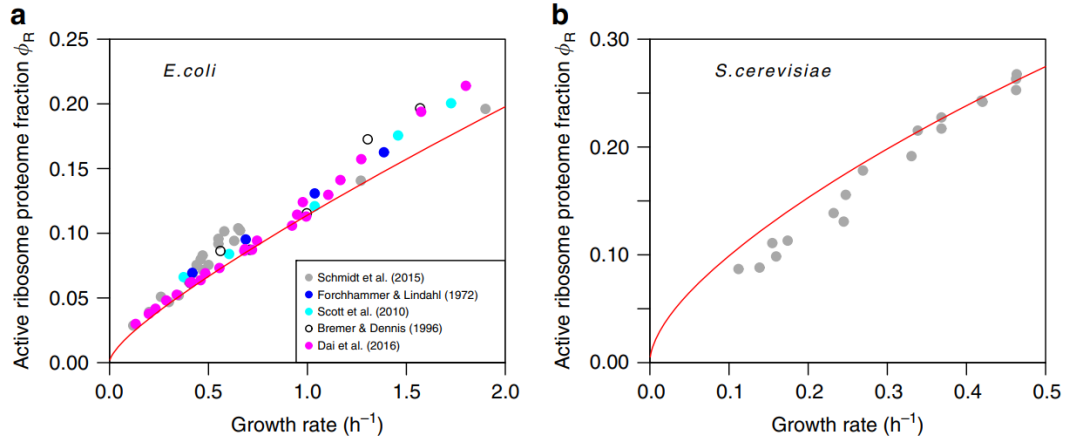 a
Active ribosome proteome fraction ϕR
0.25
0.20
0.15
0.10
0.05
0.00
E.coli
Schmidt et al. (2015)
Forchhammer & Lindahl (1972)
Scott et al. (2010)
Bremer & Dennis (1996)
Dai et al. (2016)
0.0 0.5 1.0 1.5 2.0
Growth rate (h⁻¹)
b
Active ribosome proteome fraction ϕR
0.30
0.20
0.10
0.00
S.cerevisiae
0.0 0.1 0.2 0.3 0.4 0.5
Growth rate (h⁻¹)